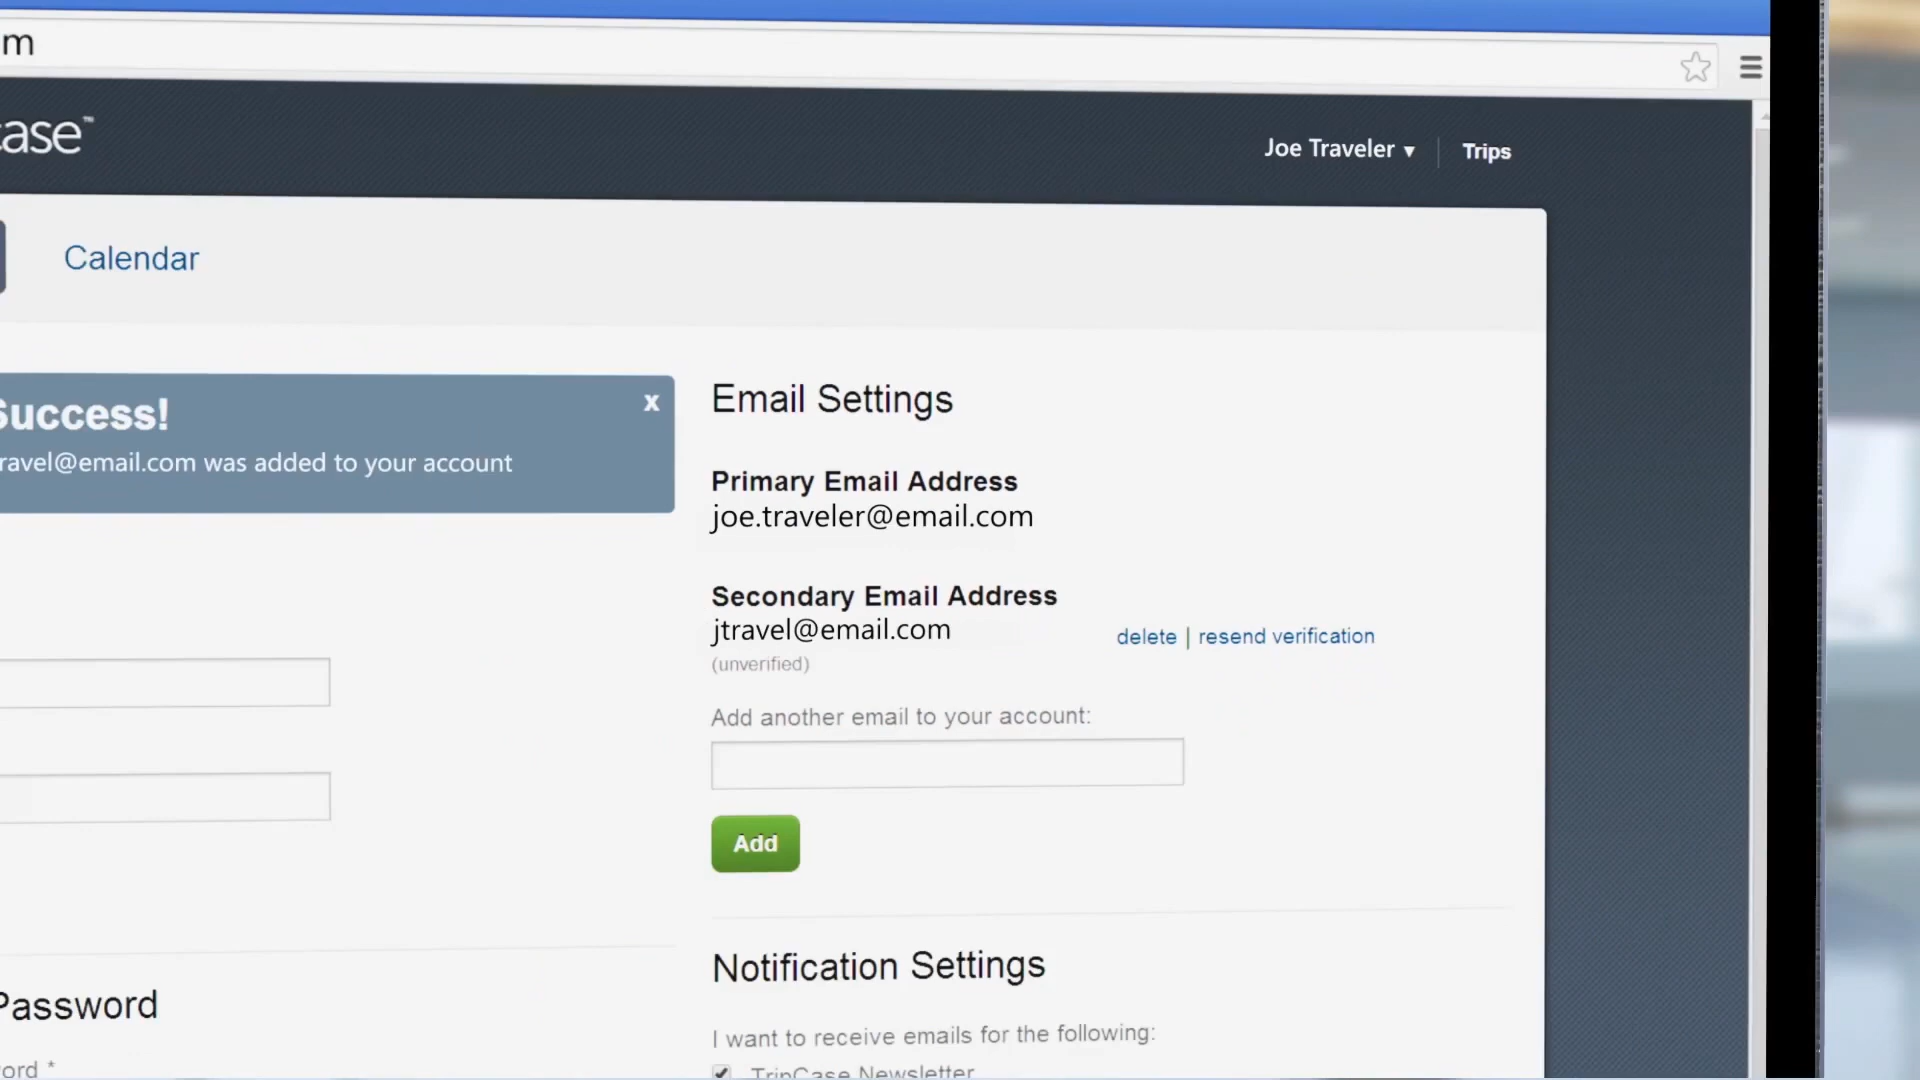 m
case™
Joe Traveler ▼
Trips
Calendar
Success!
x
ravel@email.com was added to your account
Email Settings
Primary Email Address
joe.traveler@email.com
Secondary Email Address
jtravel@email.com
delete | resend verification
(unverified)
Add another email to your account:
Add
Notification Settings
Password
I want to receive emails for the following:
ord *
TripCase Newsletter